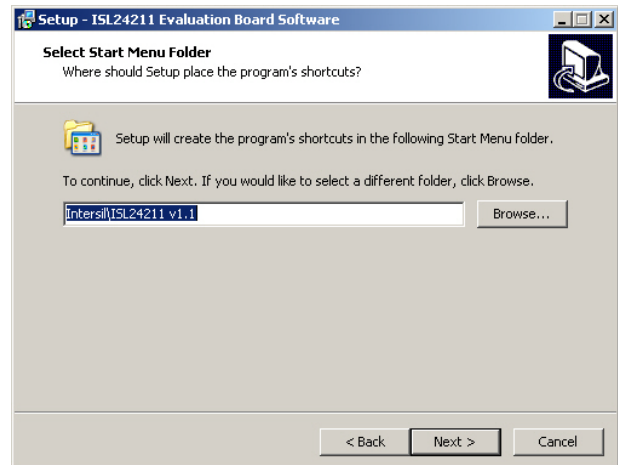 Setup - ISL24211 Evaluation Board Software
Select Start Menu Folder
Where should Setup place the program's shortcuts?
Setup will create the program's shortcuts in the following Start Menu folder.
To continue, click Next. If you would like to select a different folder, click Browse.
Intersil\ISL24211 v1.1
Browse...
< Back
Next >
Cancel